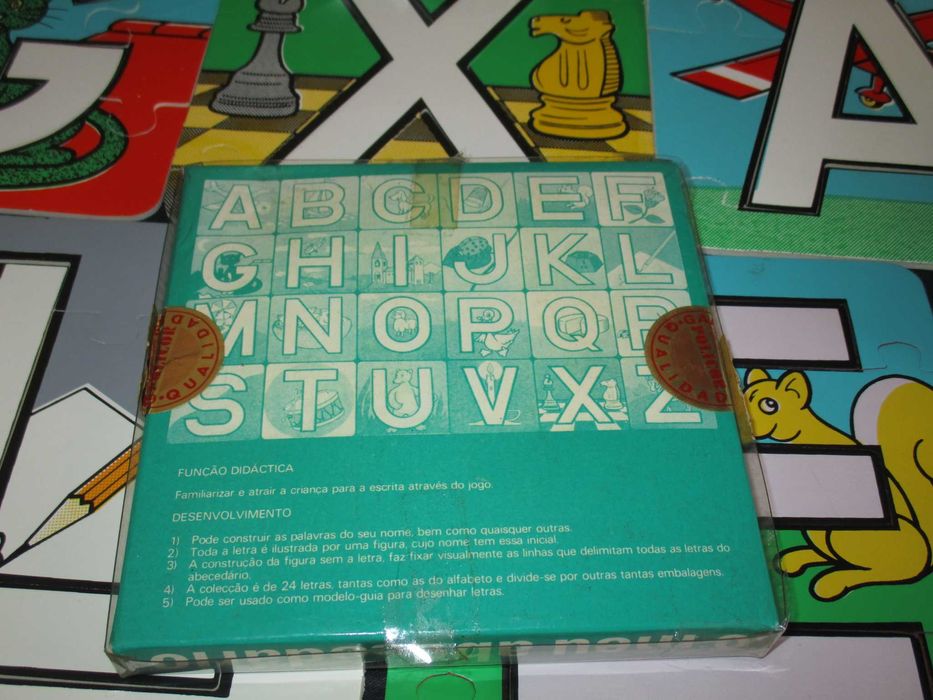 G X A
A B C D E F
G H I J K L
M N O P Q R
S T U V X Z
QUALIDAD
QUALIDAD
L E
FUNÇÃO DIDÁCTICA
Familiarizar e atrair a criança para a escrita através do jogo.
DESENVOLVIMENTO
1) Pode construir as palavras do seu nome, bem como quaisquer outras.
2) Toda a letra é ilustrada por uma figura, cujo nome tem essa inicial.
3) A construção da figura sem a letra, faz fixar visualmente as linhas que delimitam todas as letras do
abecedário.
4) A colecção é de 24 letras, tantas como as do alfabeto e divide-se por outras tantas embalagens.
5) Pode ser usado como modelo-guia para desenhar letras.
o meu